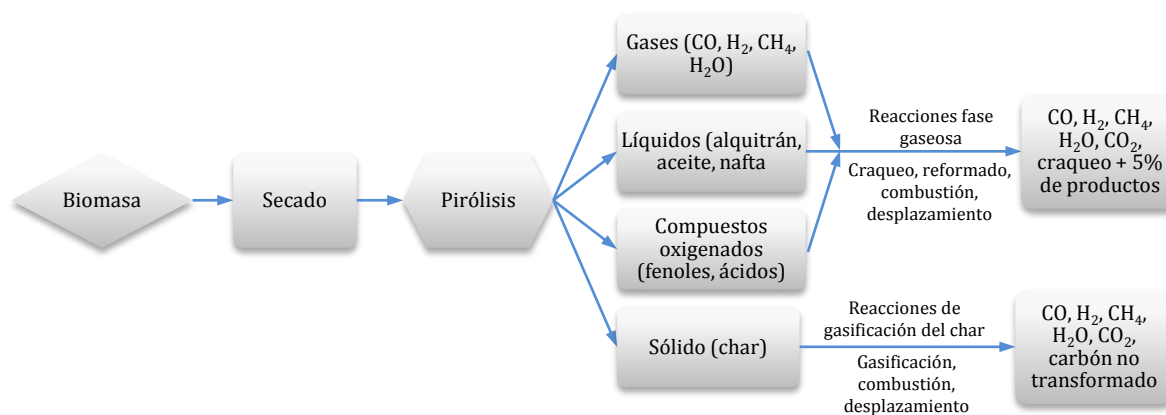 Biomasa
Secado
Pirólisis
Gases (CO, H₂, CH₄,
H₂O)
Líquidos (alquitrán,
aceite, nafta
Compuestos
oxigenados
(fenoles, ácidos)
Sólido (char)
Reacciones fase
gaseosa
Craqueo, reformado,
combustión,
desplazamiento
CO, H₂, CH₄,
H₂O, CO₂,
craqueo + 5%
de productos
Reacciones de
gasificación del char
Gasificación,
combustión,
desplazamiento
CO, H₂, CH₄,
H₂O, CO₂,
carbón no
transformado